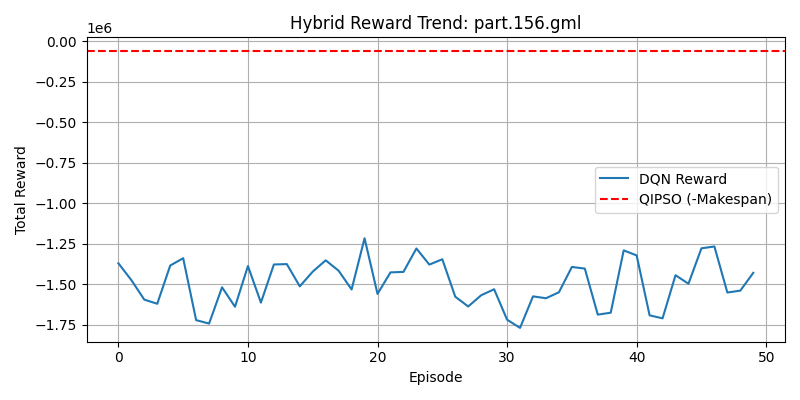 Hybrid Reward Trend: part.156.gml
1e6
0.00
−0.25
−0.50
−0.75
−1.00
−1.25
−1.50
−1.75
Total Reward
DQN Reward
QIPSO (-Makespan)
0 10 20 30 40 50
Episode